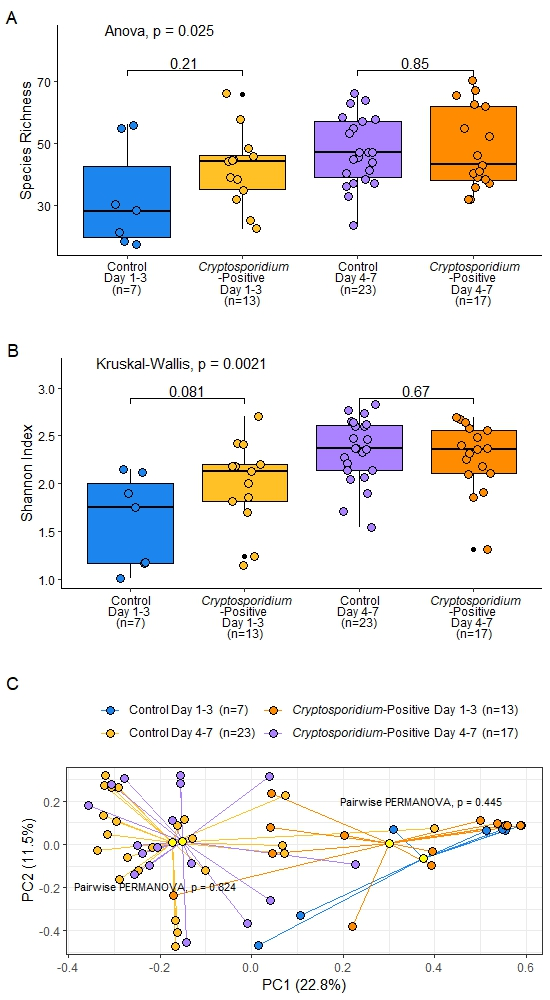 A
Anova, p = 0.025
0.21
0.85
Species Richness
70
50
30
Control
Day 1-3
(n=7)
Cryptosporidium
-Positive
Day 1-3
(n=13)
Control
Day 4-7
(n=23)
Cryptosporidium
-Positive
Day 4-7
(n=17)
B
Kruskal-Wallis, p = 0.0021
0.081
0.67
Shannon Index
3.0
2.5
2.0
1.5
1.0
Control
Day 1-3
(n=7)
Cryptosporidium
-Positive
Day 1-3
(n=13)
Control
Day 4-7
(n=23)
Cryptosporidium
-Positive
Day 4-7
(n=17)
C
Control Day 1-3 (n=7)
Cryptosporidium-Positive Day 1-3 (n=13)
Control Day 4-7 (n=23)
Cryptosporidium-Positive Day 4-7 (n=17)
Pairwise PERMANOVA, p = 0.445
Pairwise PERMANOVA, p = 0.824
PC2 (11.5%)
0.2
0.0
-0.2
-0.4
-0.4
-0.2
0.0
0.2
0.4
0.6
PC1 (22.8%)